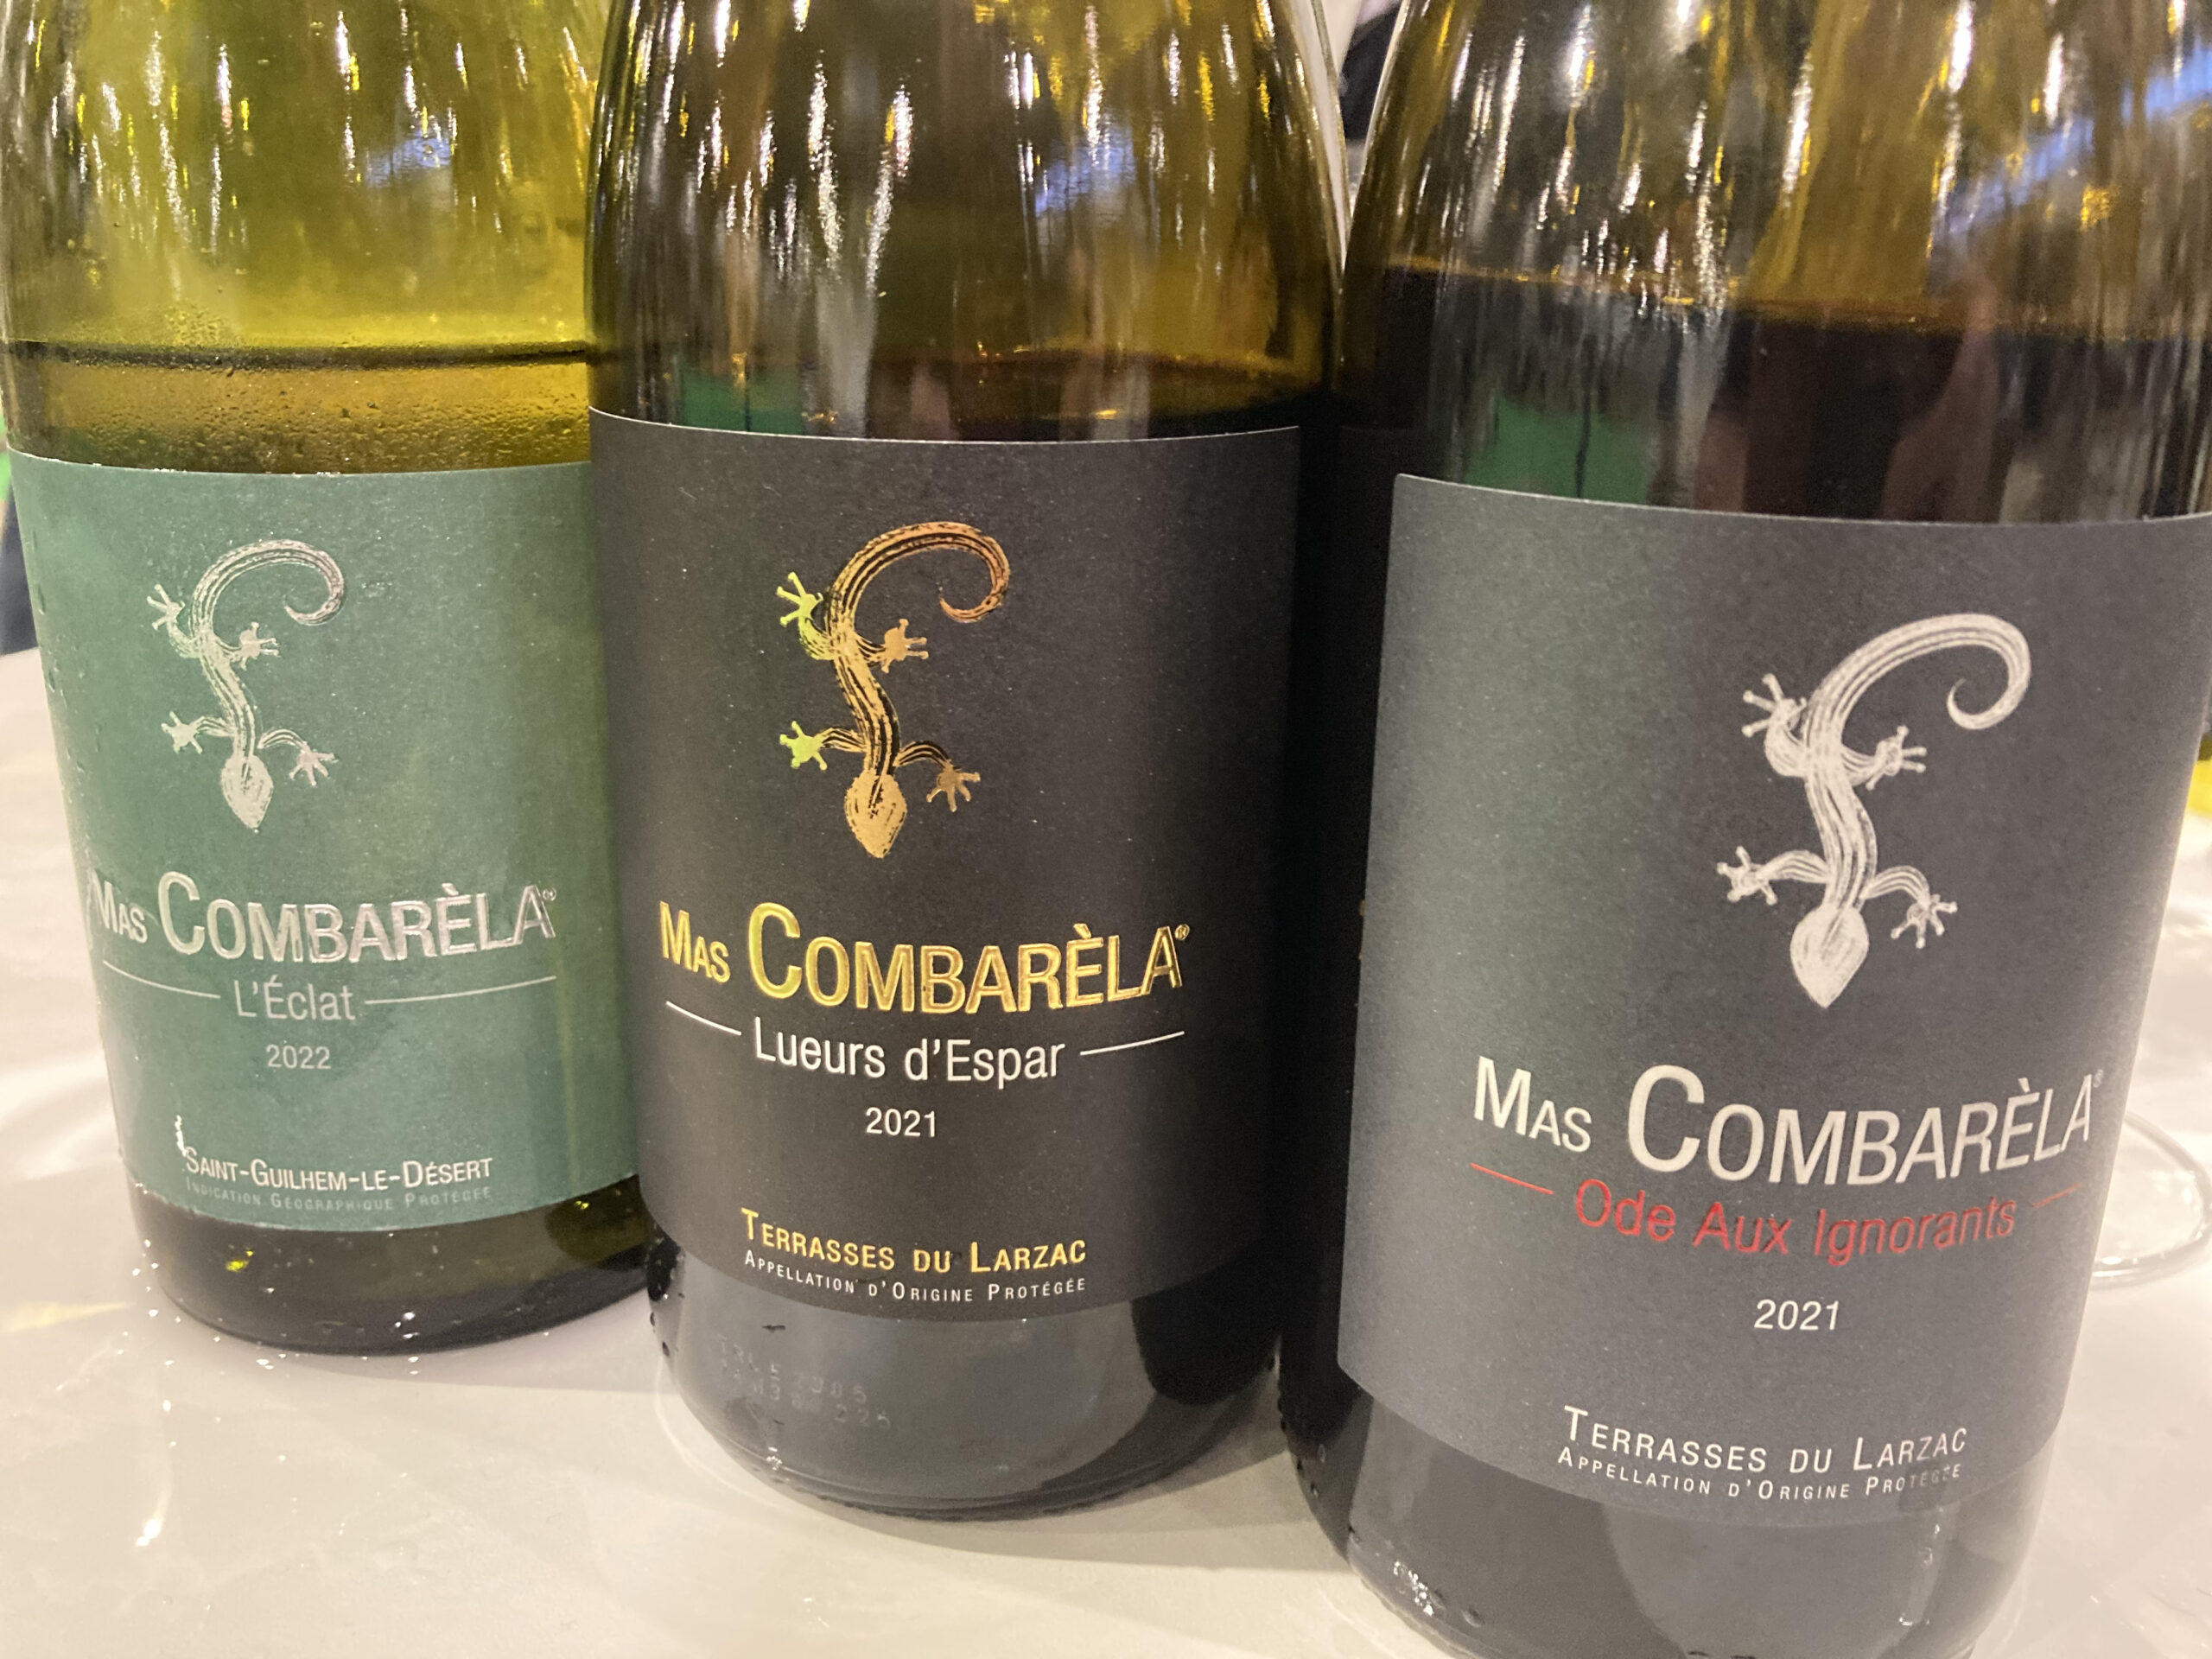 MAS COMBARÈLA®
L'Éclat
2022
SAINT-GUILHEM-LE-DÉSERT
INDICATION GÉOGRAPHIQUE PROTÉGÉE
MAS COMBARÈLA®
Lueurs d'Espar
2021
TERRASSES DU LARZAC
APPELLATION D'ORIGINE PROTÉGÉE
MAS COMBARÈLA®
Ode Aux Ignorants
2021
TERRASSES DU LARZAC
APPELLATION D'ORIGINE PROTÉGÉE